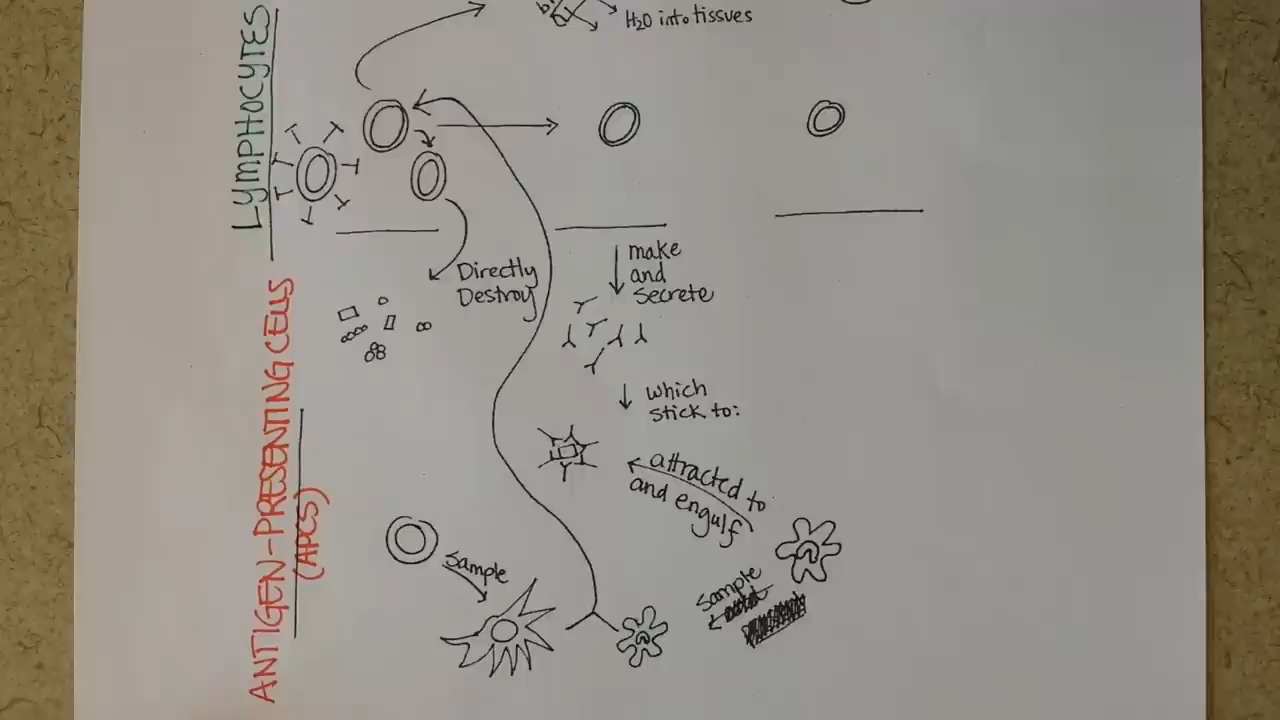 H2O into tissues
LYMPHOCYTES
Directly
Destroy
make
and
secrete
which
stick to:
attracted to
and engulf
ANTIGEN-PRESENTING CELLS
(APCS)
Sample
Sample